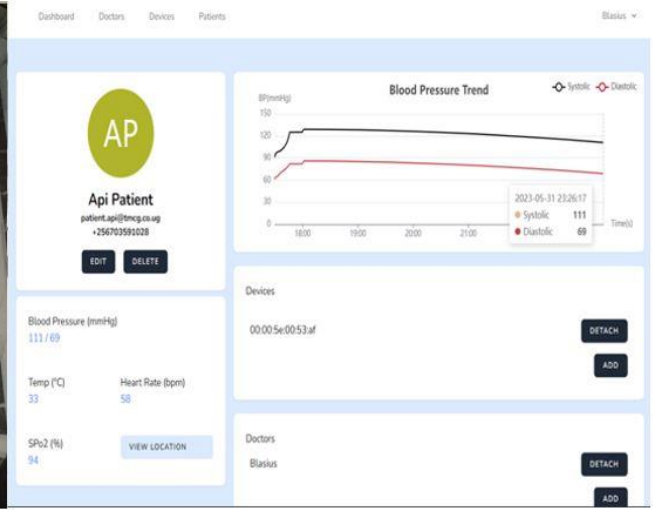 Dashboard Doctors Devices Patients Blasius
AP
Api Patient
patient.api@tmcg.co.ug
+256703591028
EDIT DELETE
Blood Pressure (mmHg)
111 / 69
Temp (°C) Heart Rate (bpm)
33 58
SPo2 (%) VIEW LOCATION
94
Blood Pressure Trend
Systolic Diastolic
BP(mmHg)
150
120
90
60
30
0
18:00 19:00 20:00 21:00
Time(s)
2023-05-31 23:26:17
Systolic 111
Diastolic 69
Devices
00:00:5e:00:53:af DETACH
ADD
Doctors
Blasius DETACH
ADD